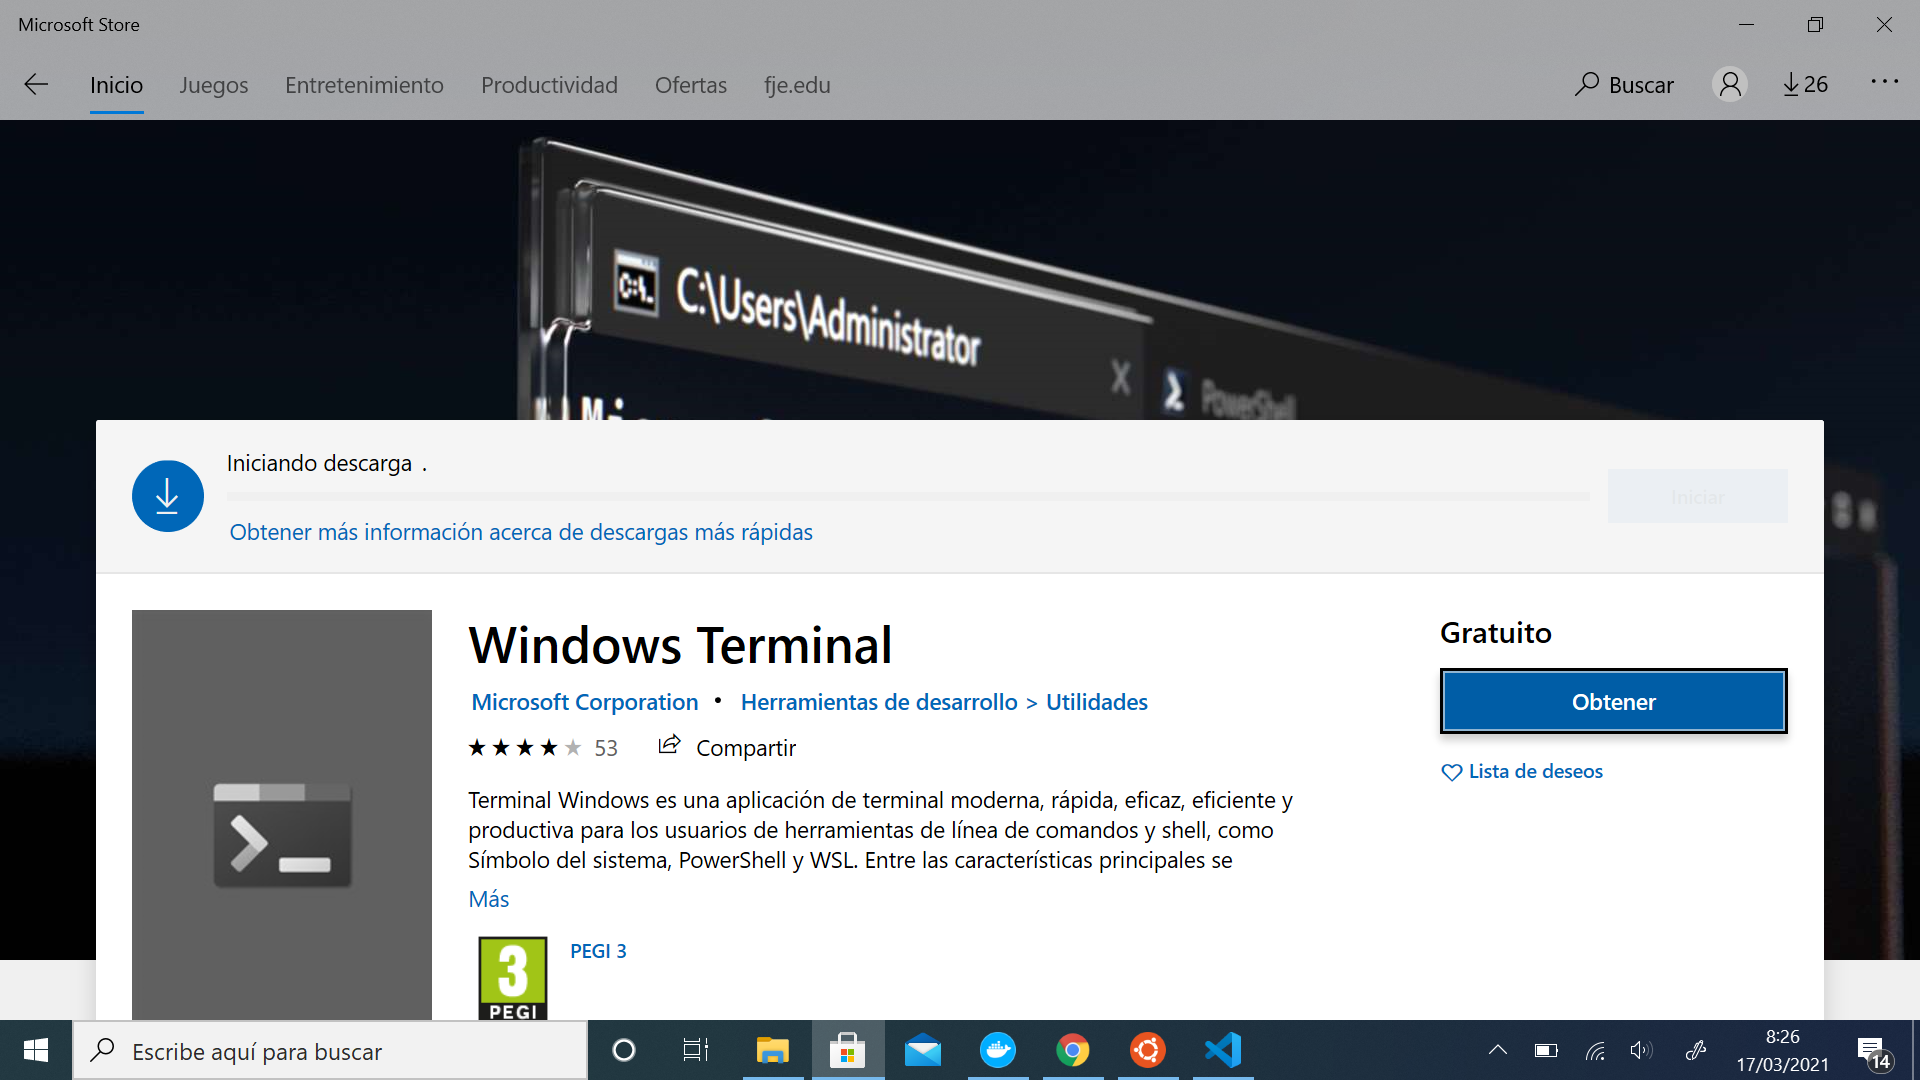 Microsoft Store
Inicio Juegos Entretenimiento Productividad Ofertas fje.edu Buscar 26
C:\Users\Administrator X PowerShell
Iniciando descarga .
Iniciar
Obtener más información acerca de descargas más rápidas
Windows Terminal
Gratuito
Microsoft Corporation • Herramientas de desarrollo > Utilidades
Obtener
53 Compartir
Lista de deseos
Terminal Windows es una aplicación de terminal moderna, rápida, eficaz, eficiente y
productiva para los usuarios de herramientas de línea de comandos y shell, como
Símbolo del sistema, PowerShell y WSL. Entre las características principales se
Más
3
PEGI
PEGI 3
Escribe aquí para buscar
8:26
17/03/2021
14